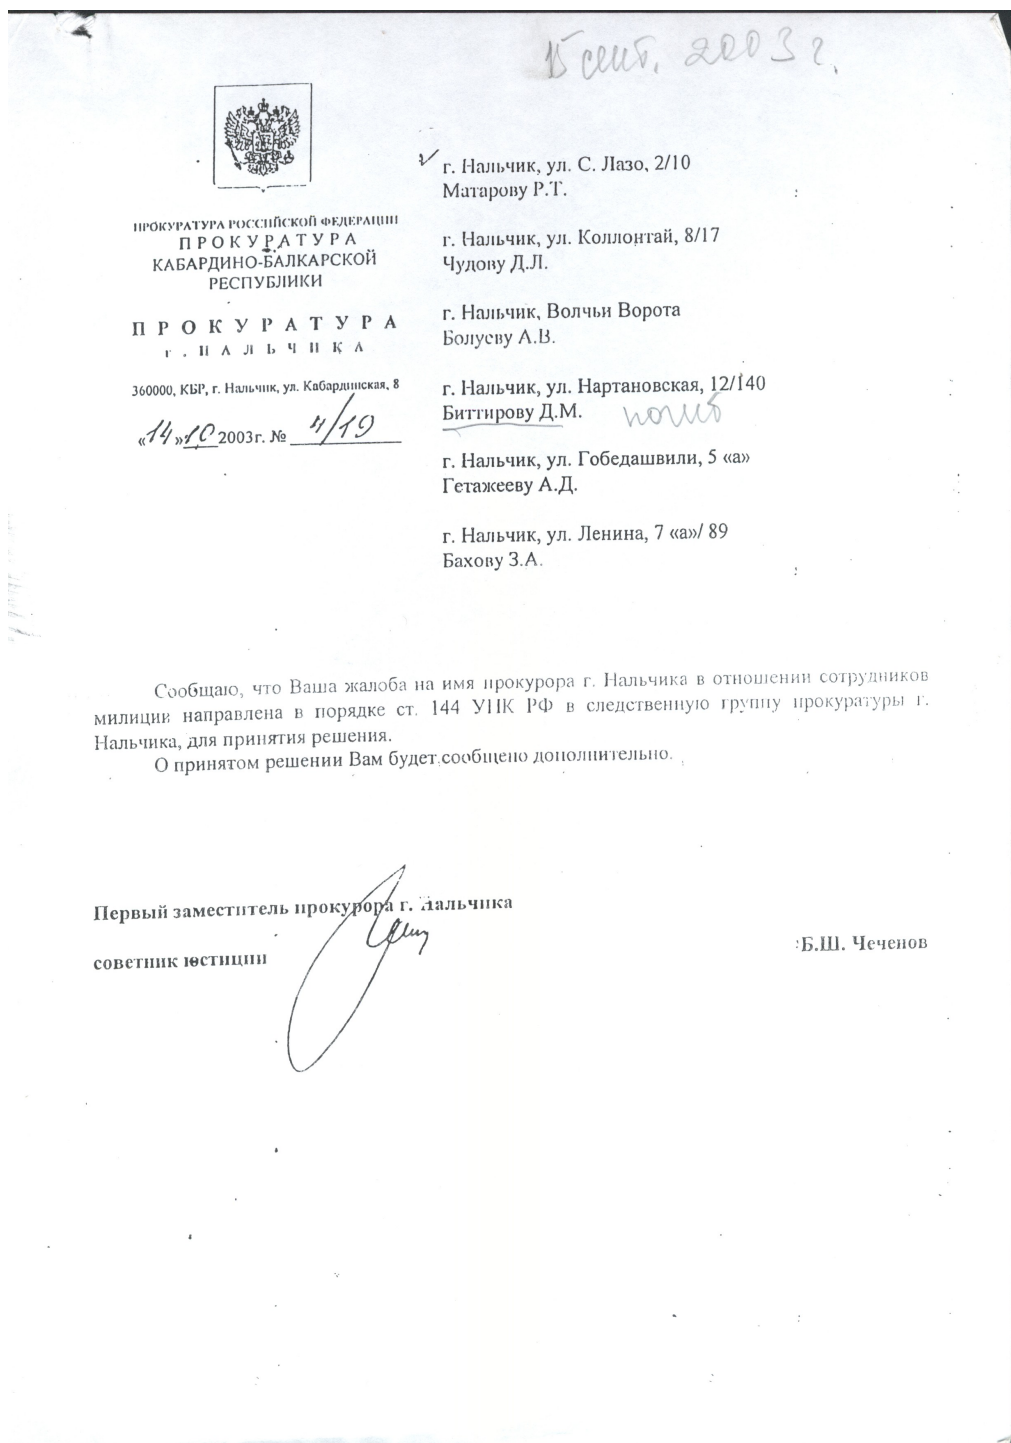 15 сент. 2003 г.
ПРОКУРАТУРА РОССИЙСКОЙ ФЕДЕРАЦИИ
ПРОКУРАТУРА
КАБАРДИНО-БАЛКАРСКОЙ
РЕСПУБЛИКИ
ПРОКУРАТУРА
г. НАЛЬЧИКА
360000, КБР, г. Нальчик, ул. Кабардинская, 8
«14» 10 2003г. № 4/19
г. Нальчик, ул. С. Лазо, 2/10
Матарову Р.Т.
г. Нальчик, ул. Коллонтай, 8/17
Чудову Д.Л.
г. Нальчик, Волчьи Ворота
Болуеву А.В.
г. Нальчик, ул. Нартановская, 12/140
Биттирову Д.М. погиб
г. Нальчик, ул. Гобедашвили, 5 «а»
Гетажееву А.Д.
г. Нальчик, ул. Ленина, 7 «а»/ 89
Бахову З.А.
Сообщаю, что Ваша жалоба на имя прокурора г. Нальчика в отношении сотрудников
милиции направлена в порядке ст. 144 УПК РФ в следственную группу прокуратуры г.
Нальчика, для принятия решения.
О принятом решении Вам будет сообщено дополнительно.
Первый заместитель прокурора г. Нальчика
советник юстиции
Б.Ш. Чеченов